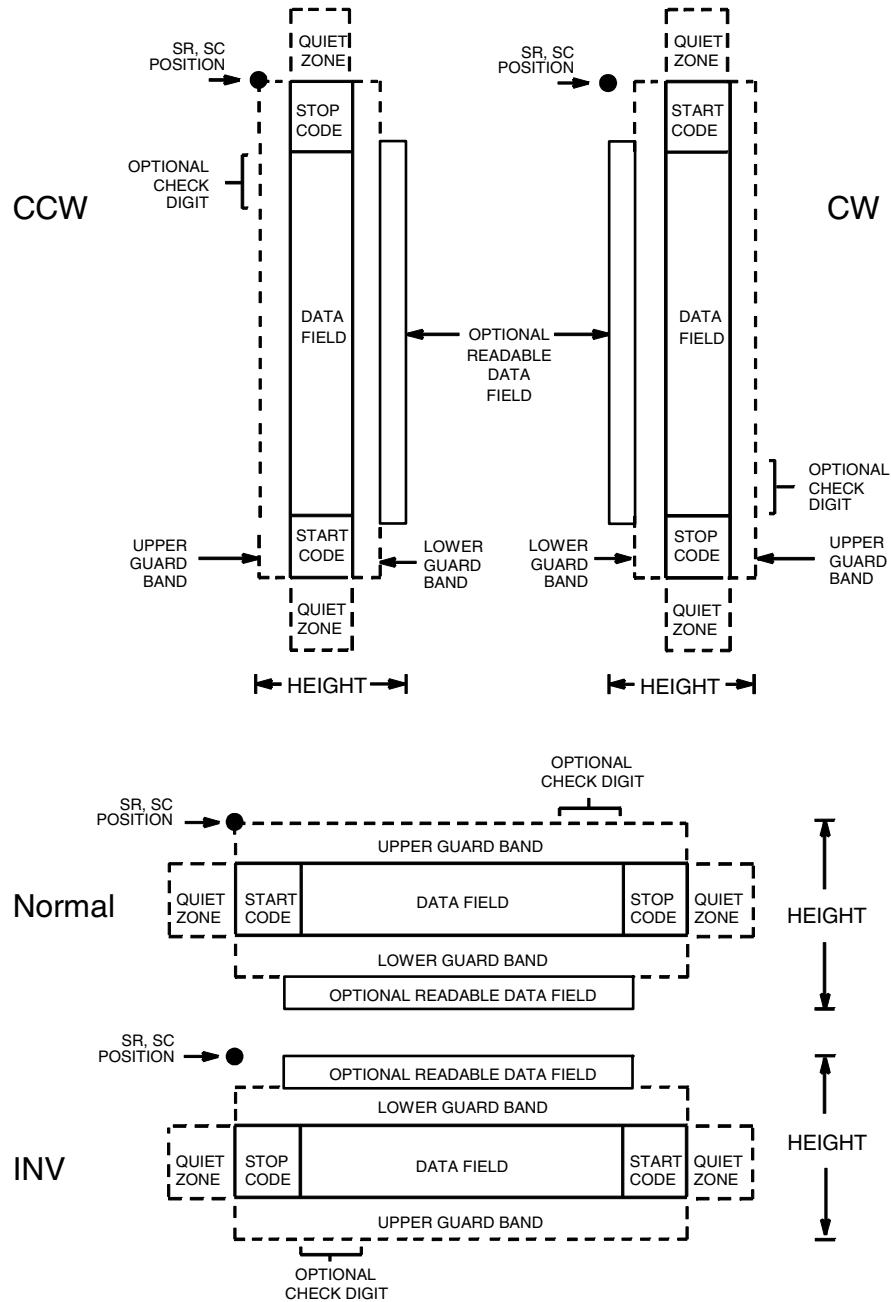 QUIET
ZONE
SR, SC
POSITION
STOP
CODE
OPTIONAL
CHECK
DIGIT
CCW
DATA
FIELD
START
CODE
UPPER
GUARD
BAND
LOWER
GUARD
BAND
QUIET
ZONE
HEIGHT
OPTIONAL
READABLE
DATA
FIELD
QUIET
ZONE
SR, SC
POSITION
START
CODE
CW
DATA
FIELD
OPTIONAL
CHECK
DIGIT
STOP
CODE
LOWER
GUARD
BAND
UPPER
GUARD
BAND
QUIET
ZONE
HEIGHT
OPTIONAL
CHECK DIGIT
SR, SC
POSITION
UPPER GUARD BAND
Normal
QUIET
ZONE
START
CODE
DATA FIELD
STOP
CODE
QUIET
ZONE
HEIGHT
LOWER GUARD BAND
OPTIONAL READABLE DATA FIELD
SR, SC
POSITION
OPTIONAL READABLE DATA FIELD
LOWER GUARD BAND
INV
QUIET
ZONE
STOP
CODE
DATA FIELD
START
CODE
QUIET
ZONE
HEIGHT
UPPER GUARD BAND
OPTIONAL
CHECK DIGIT